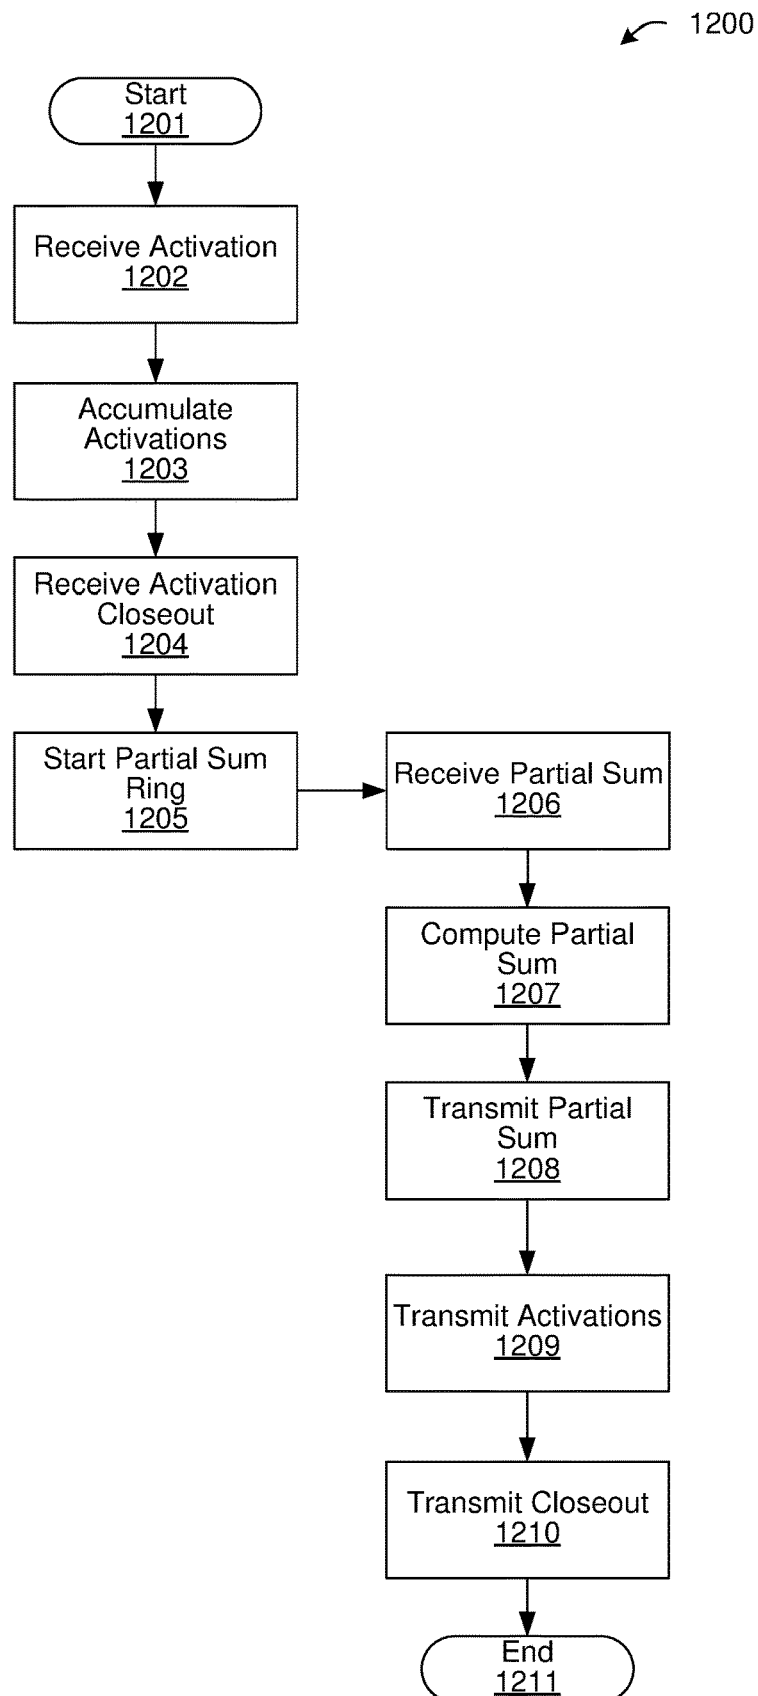 1200
Start
1201
Receive Activation
1202
Accumulate
Activations
1203
Receive Activation
Closeout
1204
Start Partial Sum
Ring
1205
Receive Partial Sum
1206
Compute Partial
Sum
1207
Transmit Partial
Sum
1208
Transmit Activations
1209
Transmit Closeout
1210
End
1211